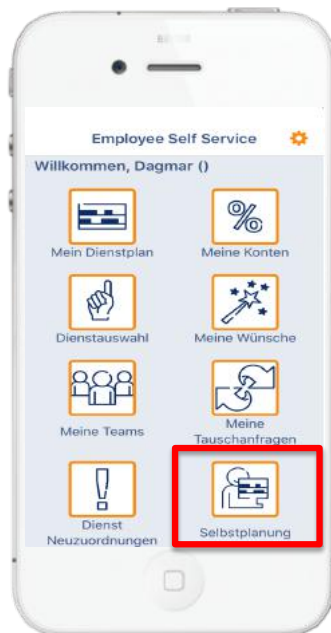 Employee Self Service
Willkommen, Dagmar ()
Mein Dienstplan
Meine Konten
Dienstauswahl
Meine Wünsche
Meine Teams
Meine
Tauschanfragen
Dienst
Neuzuordnungen
Selbstplanung